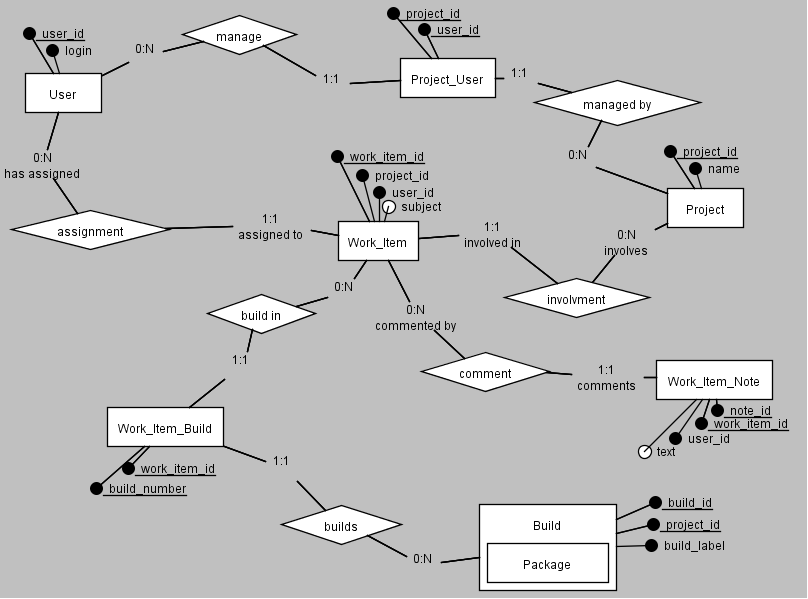 project_id
user_id
user_id
login
0:N
manage
1:1
Project_User
1:1
User
managed by
0:N
has assigned
0:N
project_id
name
work_item_id
project_id
user_id
subject
Project
assignment
1:1
assigned to
Work_Item
1:1
involved in
0:N
involves
0:N
involvment
build in
0:N
commented by
1:1
comment
1:1
comments
Work_Item_Note
note_id
work_item_id
user_id
text
Work_Item_Build
work_item_id
build_number
1:1
builds
0:N
Build
Package
build_id
project_id
build_label